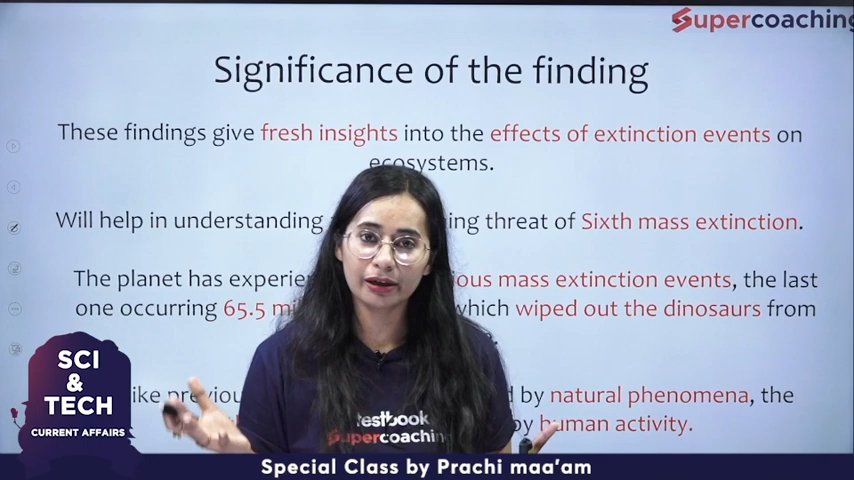 Supercoaching
Significance of the finding
These findings give fresh insights into the effects of extinction events on
ecosystems.
Will help in understanding ing threat of Sixth mass extinction.
The planet has experien ious mass extinction events, the last
one occurring 65.5 mi which wiped out the dinosaurs from
ike previou d by natural phenomena, the
by human activity.
SCI
&
TECH
CURRENT AFFAIRS
testbook
Supercoaching
Special Class by Prachi maa'am